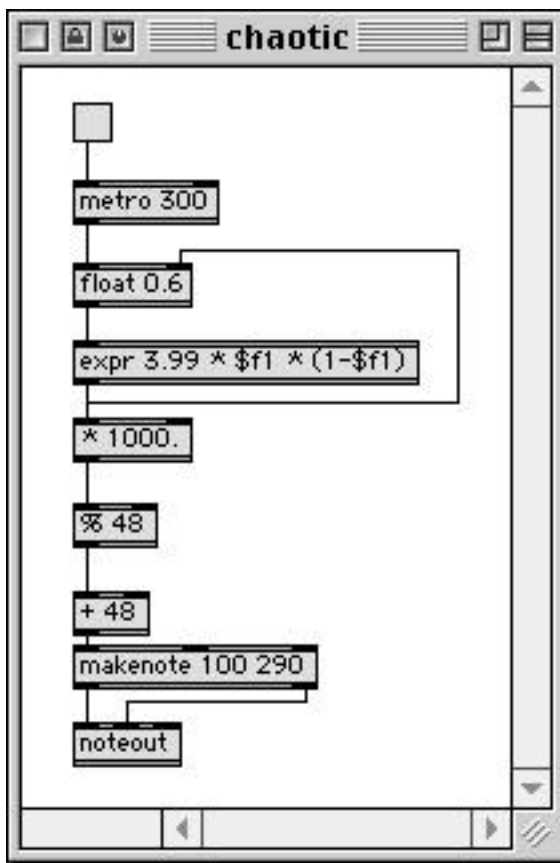 chaotic
metro 300
float 0.6
expr 3.99 * $f1 * (1-$f1)
* 1000.
% 48
+ 48
makenote 100 290
noteout